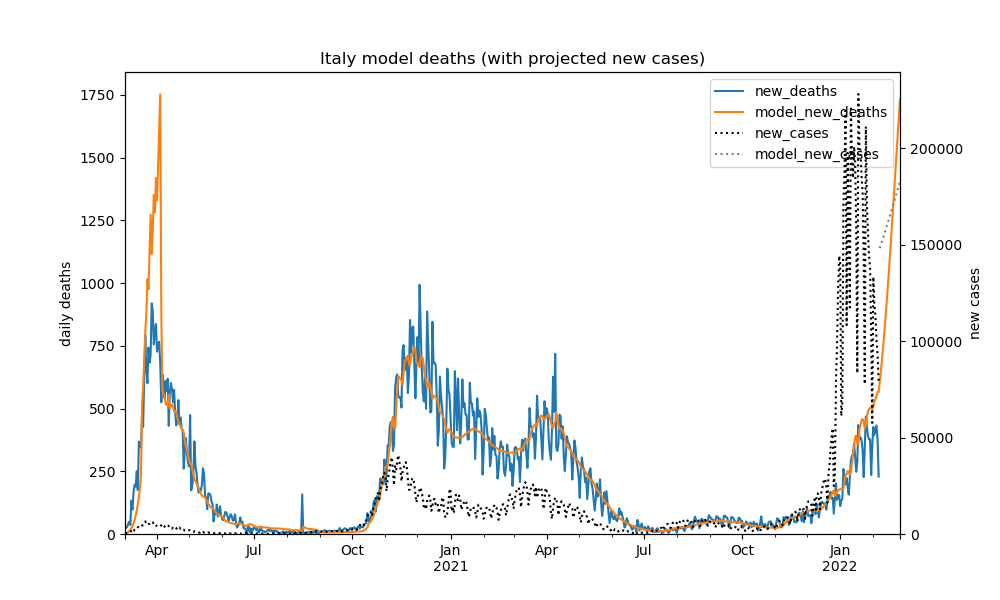 Italy model deaths (with projected new cases)
new_deaths
model_new_deaths
new_cases
model_new_cases
1750
1500
1250
1000
750
500
250
0
daily deaths
200000
150000
100000
50000
0
new cases
Apr Jul Oct Jan Apr Jul Oct Jan
2021 2022